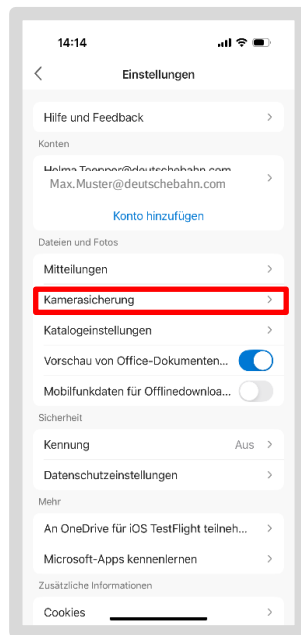 14:14
Einstellungen
Hilfe und Feedback
Konten
Max.Muster@deutschebahn.com
Konto hinzufügen
Dateien und Fotos
Mitteilungen
Kamerasicherung
Katalogeinstellungen
Vorschau von Office-Dokumenten...
Mobilfunkdaten für Offlinedownloa...
Sicherheit
Kennung Aus
Datenschutzeinstellungen
Mehr
An OneDrive für iOS TestFlight teilneh...
Microsoft-Apps kennenlernen
Zusätzliche Informationen
Cookies